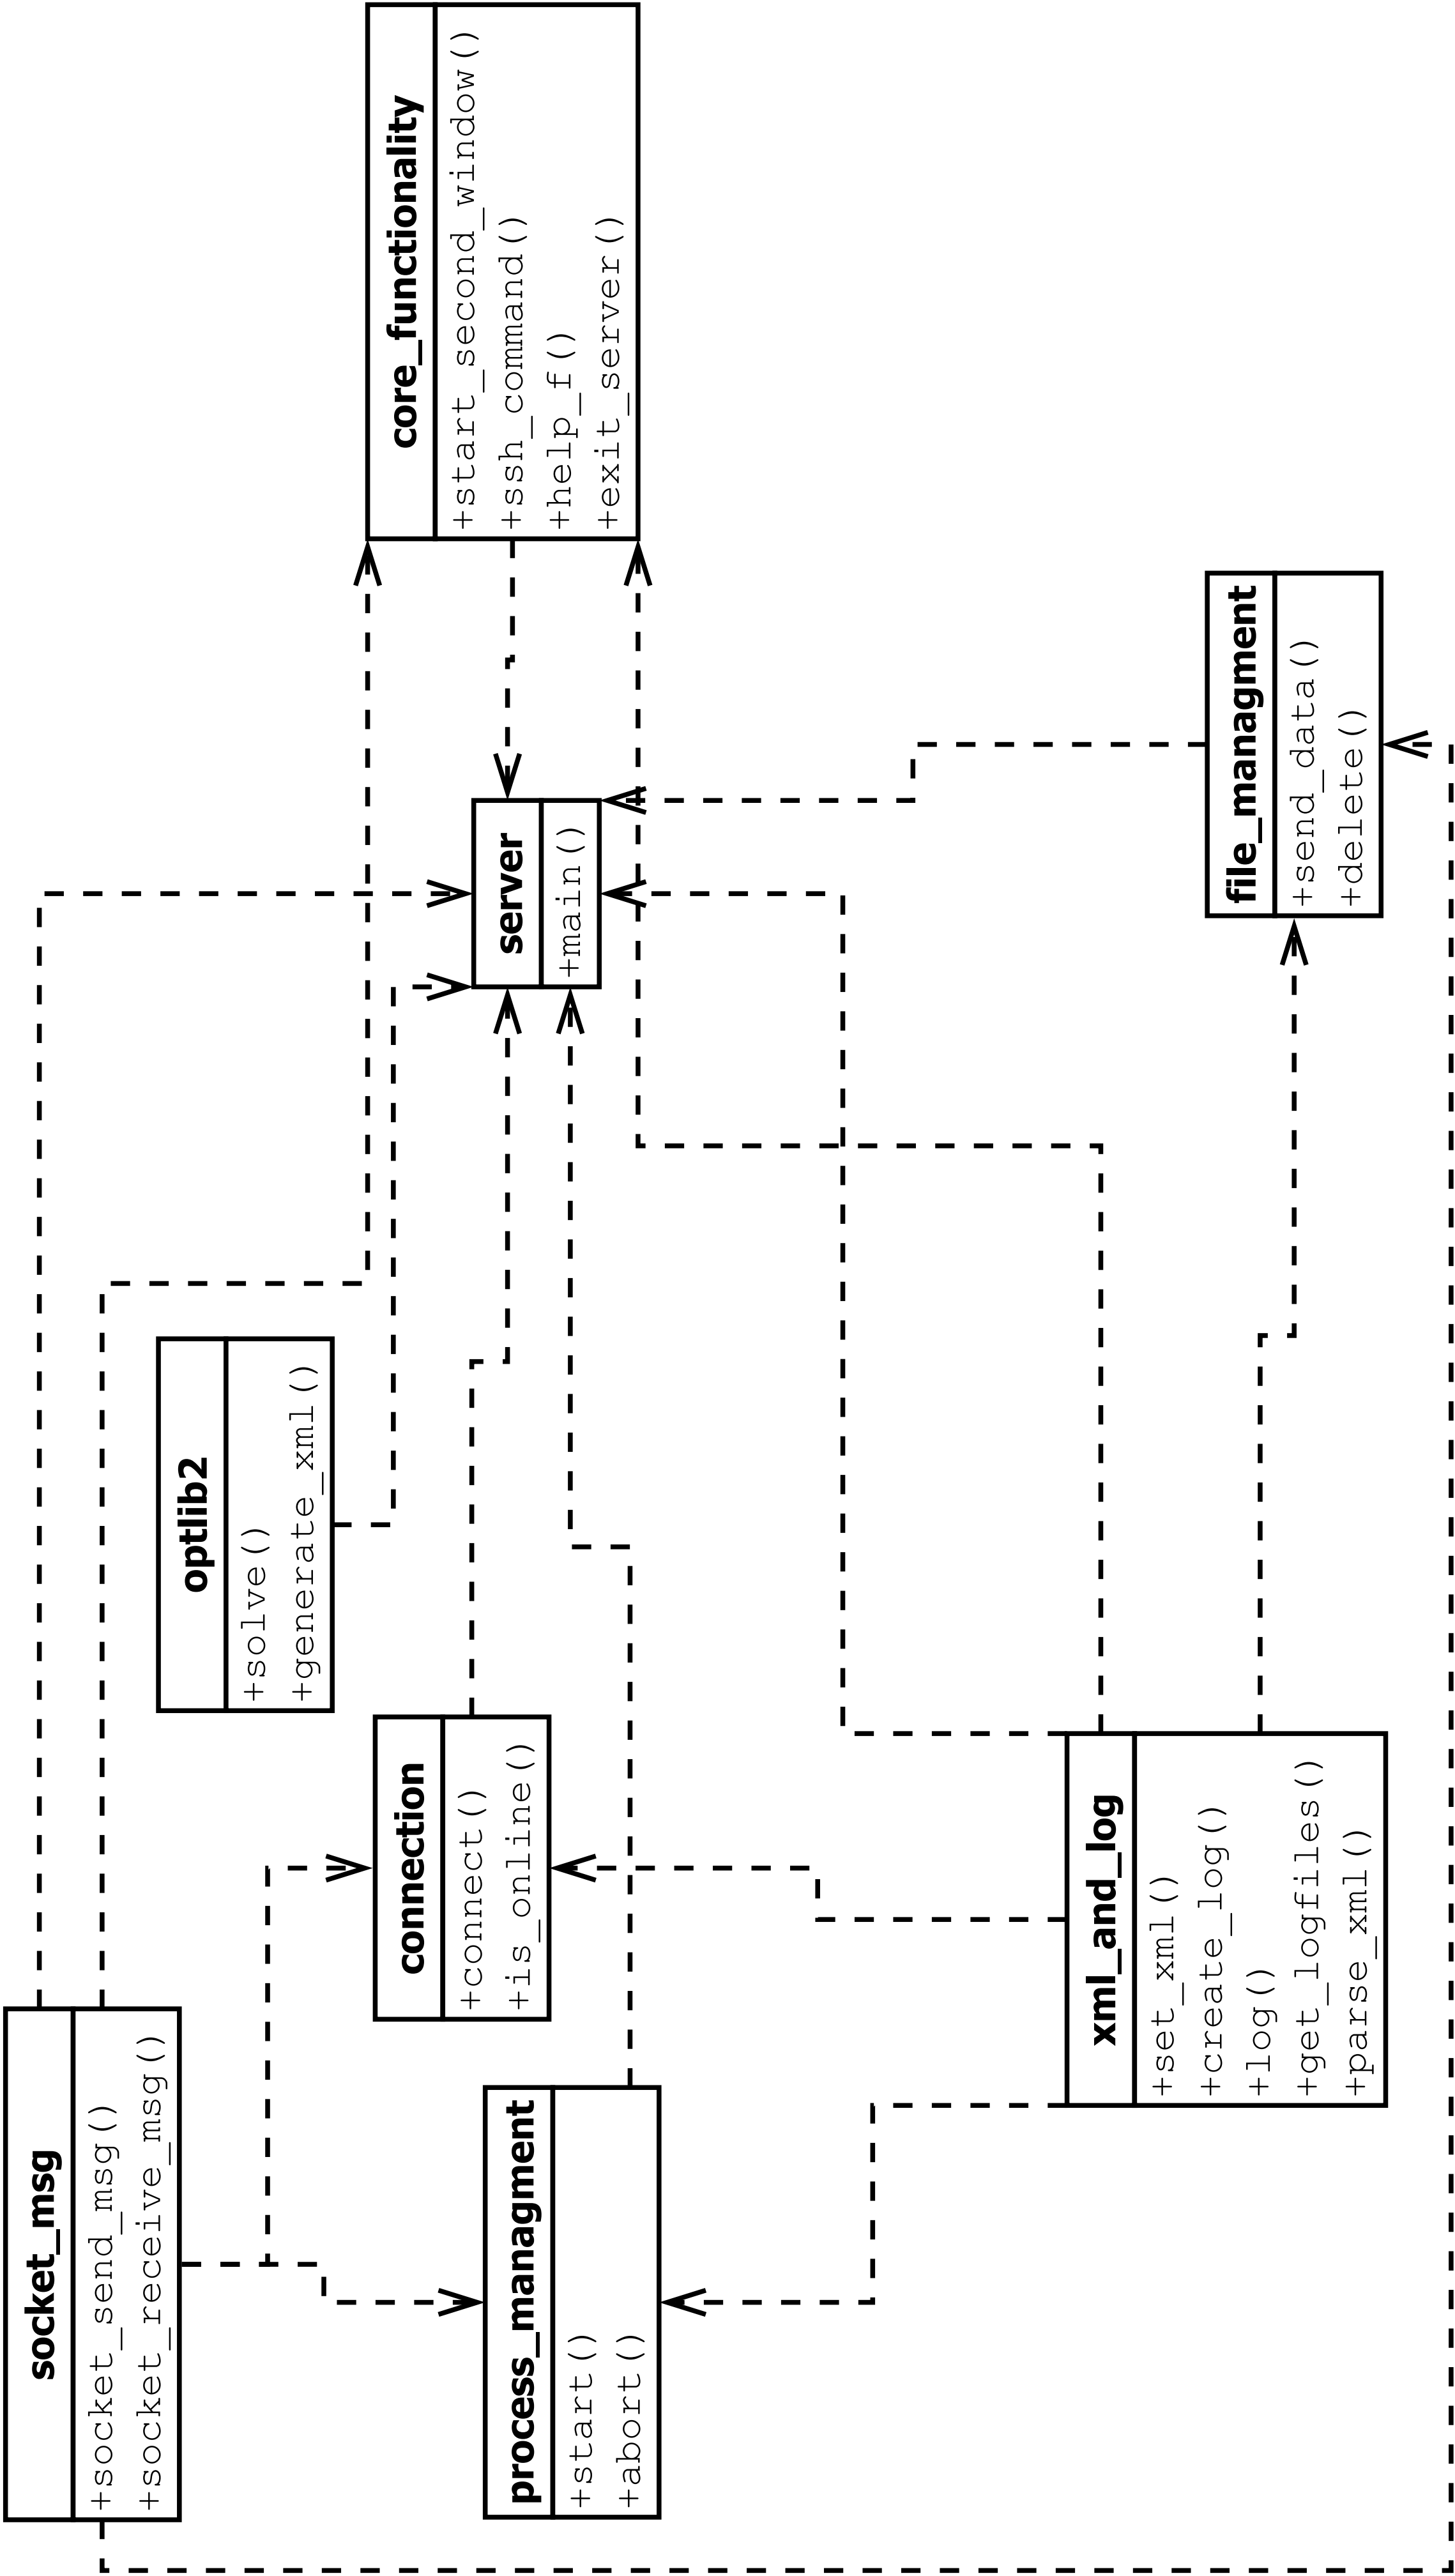 socket_msg
+socket_send_msg()
+socket_receive_msg()
optlib2
+solve()
+generate_xml()
core_functionality
+start_second_window()
+ssh_command()
+help_f()
+exit_server()
connection
+connect()
+is_online()
server
+main()
process_managment
+start()
+abort()
xml_and_log
+set_xml()
+create_log()
+log()
+get_logfiles()
+parse_xml()
file_managment
+send_data()
+delete()